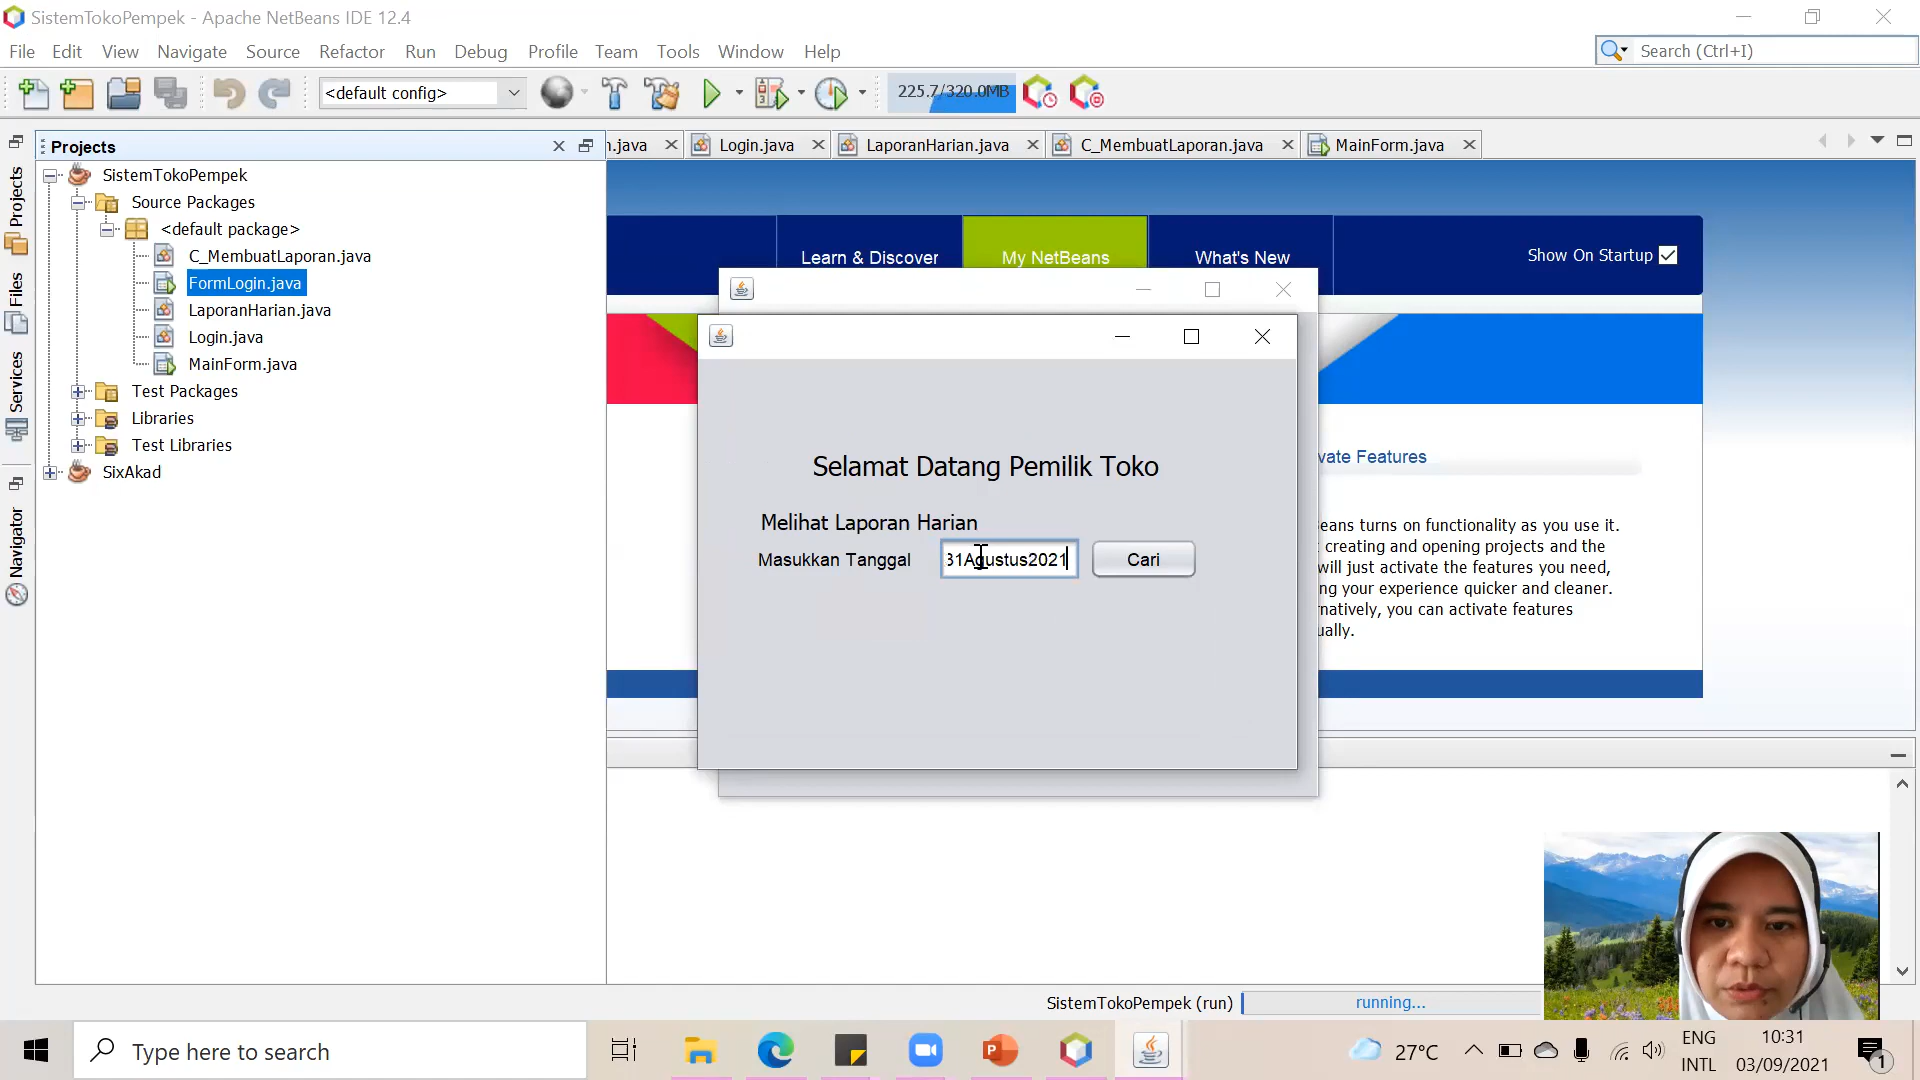 SistemTokoPempek - Apache NetBeans IDE 12.4
File Edit View Navigate Source Refactor Run Debug Profile Team Tools Window Help
Search (Ctrl+I)
<default config>
225.7/320.0MB
Projects
n.java
Login.java
LaporanHarian.java
C_MembuatLaporan.java
MainForm.java
Projects
Files
Services
Navigator
SistemTokoPempek
Source Packages
<default package>
C_MembuatLaporan.java
FormLogin.java
LaporanHarian.java
Login.java
MainForm.java
Test Packages
Libraries
Test Libraries
SixAkad
Learn & Discover
My NetBeans
What's New
Show On Startup
Selamat Datang Pemilik Toko
Melihat Laporan Harian
Masukkan Tanggal
31Agustus2021
Cari
vate Features
eans turns on functionality as you use it.
creating and opening projects and the
will just activate the features you need,
ng your experience quicker and cleaner.
rnatively, you can activate features
ually.
SistemTokoPempek (run)
running...
Type here to search
27°C
ENG
INTL
10:31
03/09/2021
1